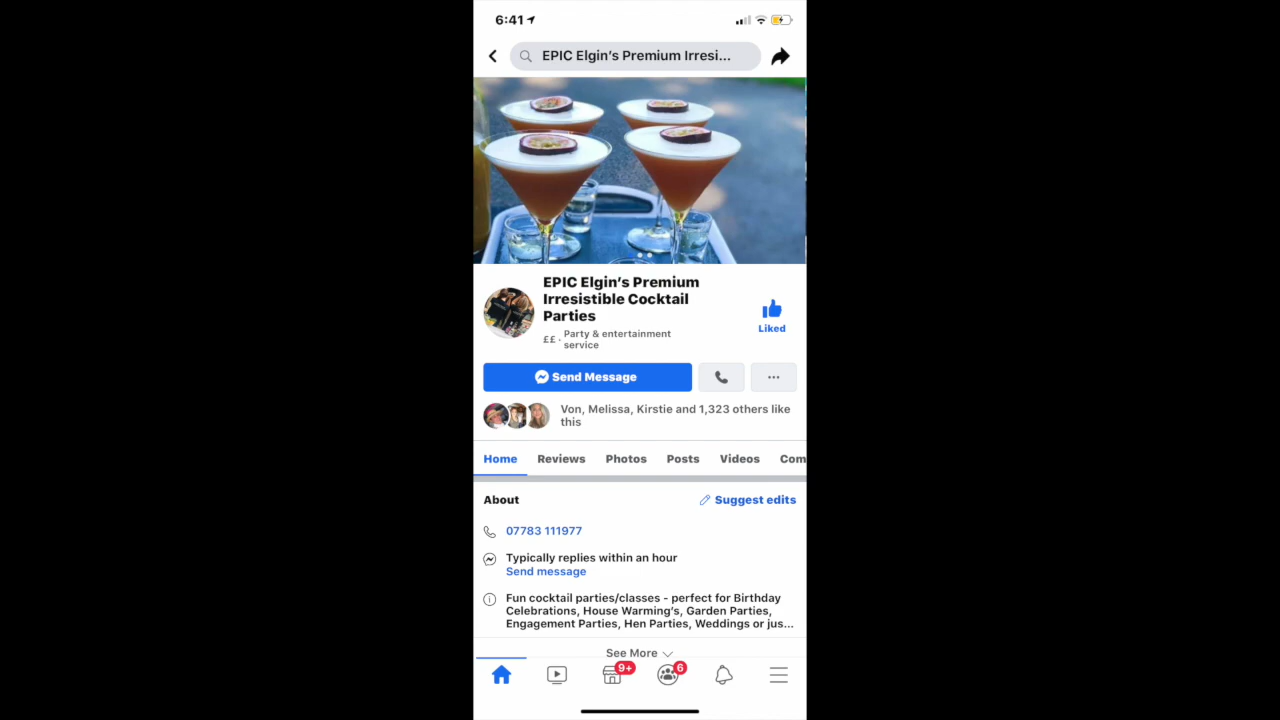 6:41
EPIC Elgin's Premium Irresi...
EPIC Elgin's Premium
Irresistible Cocktail
Parties
££ · Party & entertainment
service
Liked
Send Message
Von, Melissa, Kirstie and 1,323 others like
this
Home Reviews Photos Posts Videos Com
About
Suggest edits
07783 111977
Typically replies within an hour
Send message
Fun cocktail parties/classes - perfect for Birthday
Celebrations, House Warming's, Garden Parties,
Engagement Parties, Hen Parties, Weddings or jus...
See More
9+ 6